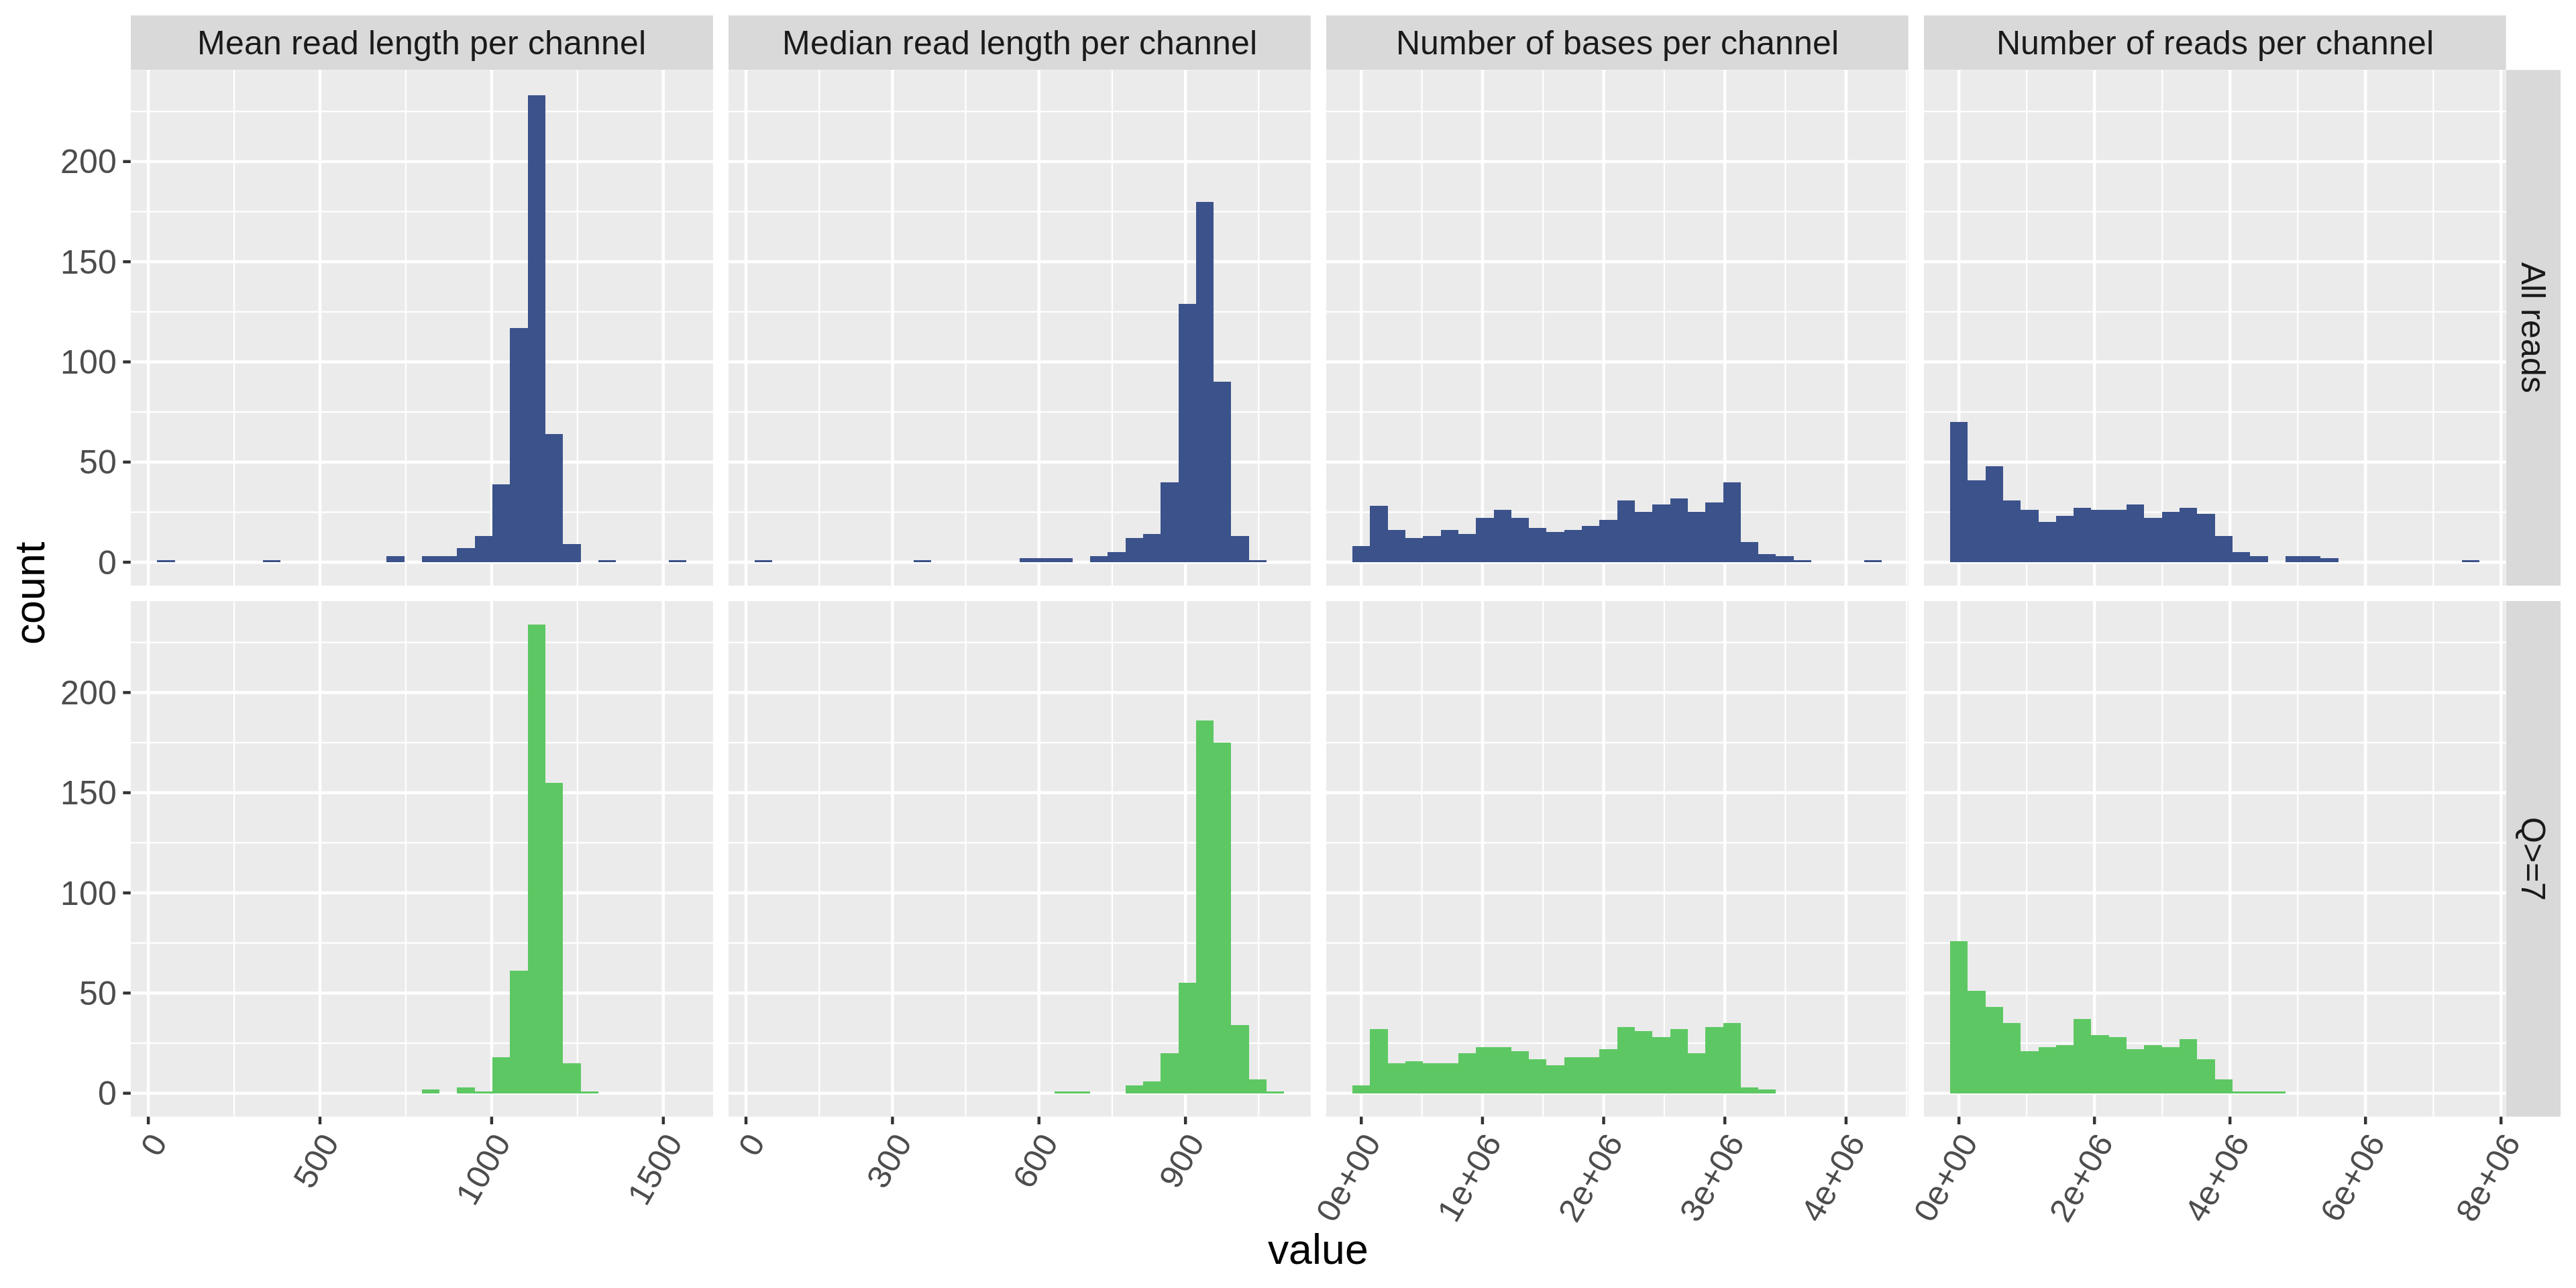 Mean read length per channel
Median read length per channel
Number of bases per channel
Number of reads per channel
200
150
100
50
0
All reads
count
200
150
100
50
0
Q>=7
0
500
1000
1500
0
300
600
900
0e+00
1e+06
2e+06
3e+06
4e+06
0e+00
2e+06
4e+06
6e+06
8e+06
value